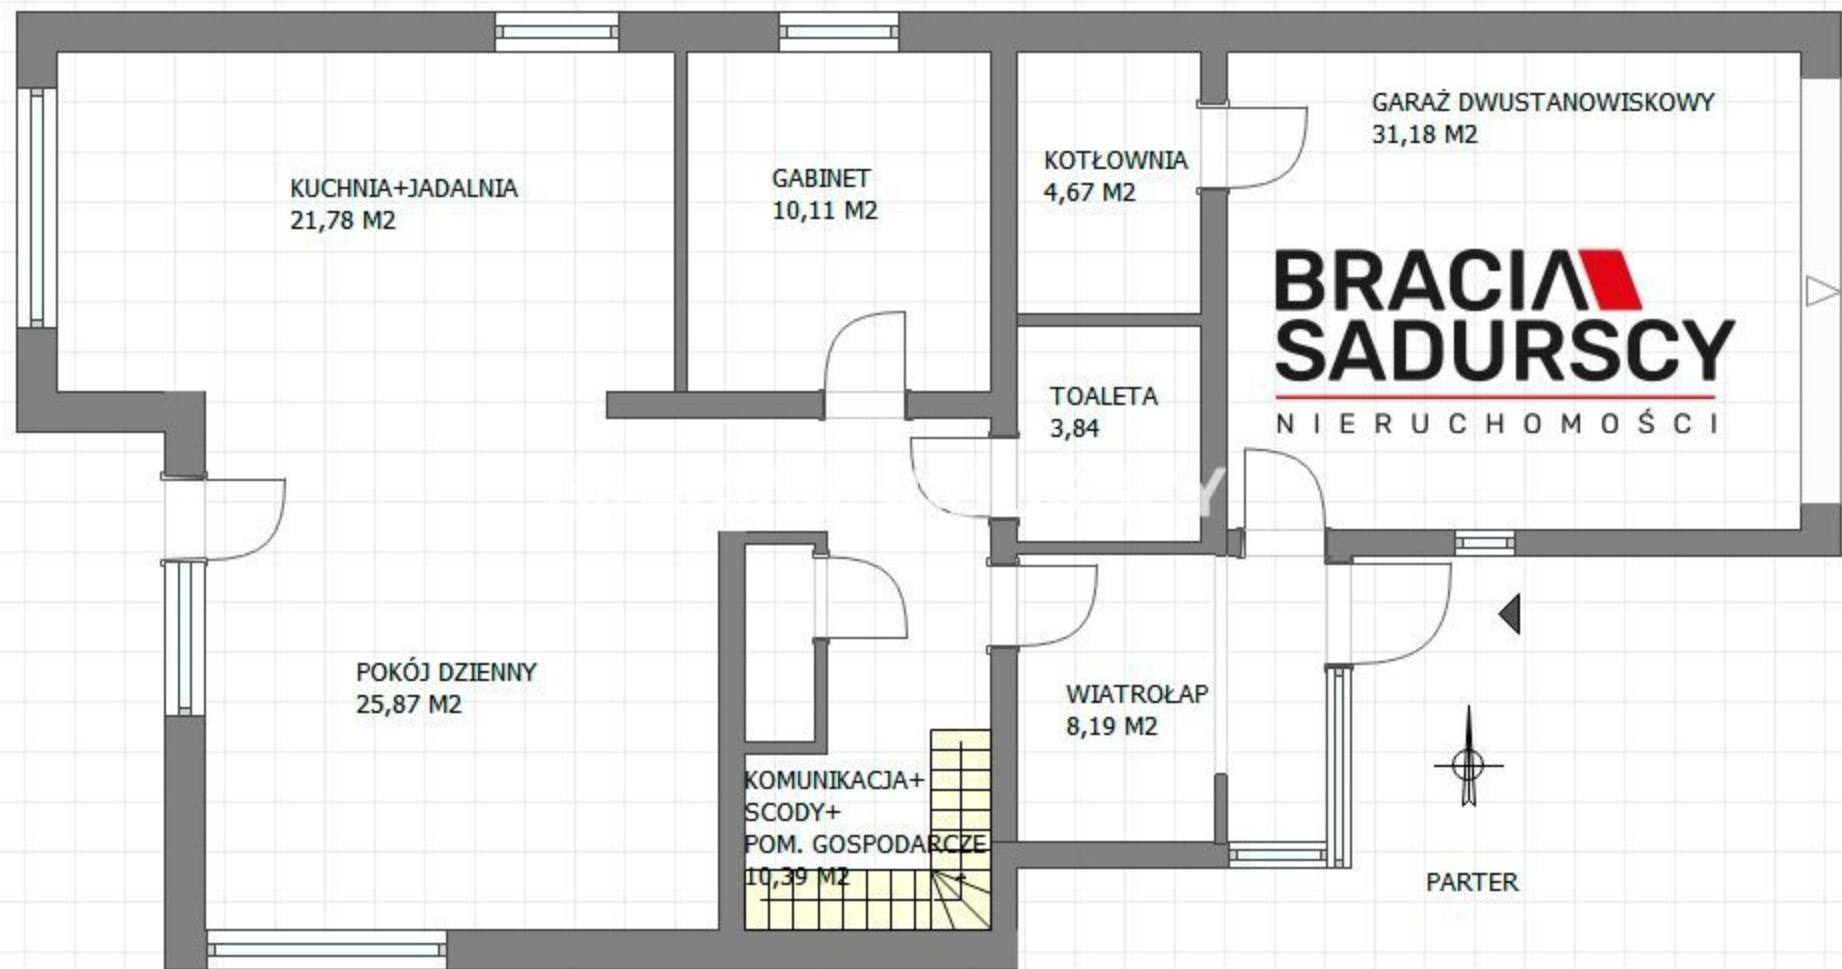 KUCHNIA+JADALNIA
21,78 M2
GABINET
10,11 M2
KOTŁOWNIA
4,67 M2
GARAŻ DWUSTANOWISKOWY
31,18 M2
BRACIA
SADURSCY
NIERUCHOMOŚCI
TOALETA
3,84
POKÓJ DZIENNY
25,87 M2
WIATROŁAP
8,19 M2
KOMUNIKACJA+
SCODY+
POM. GOSPODARCZE
10,39 M2
PARTER